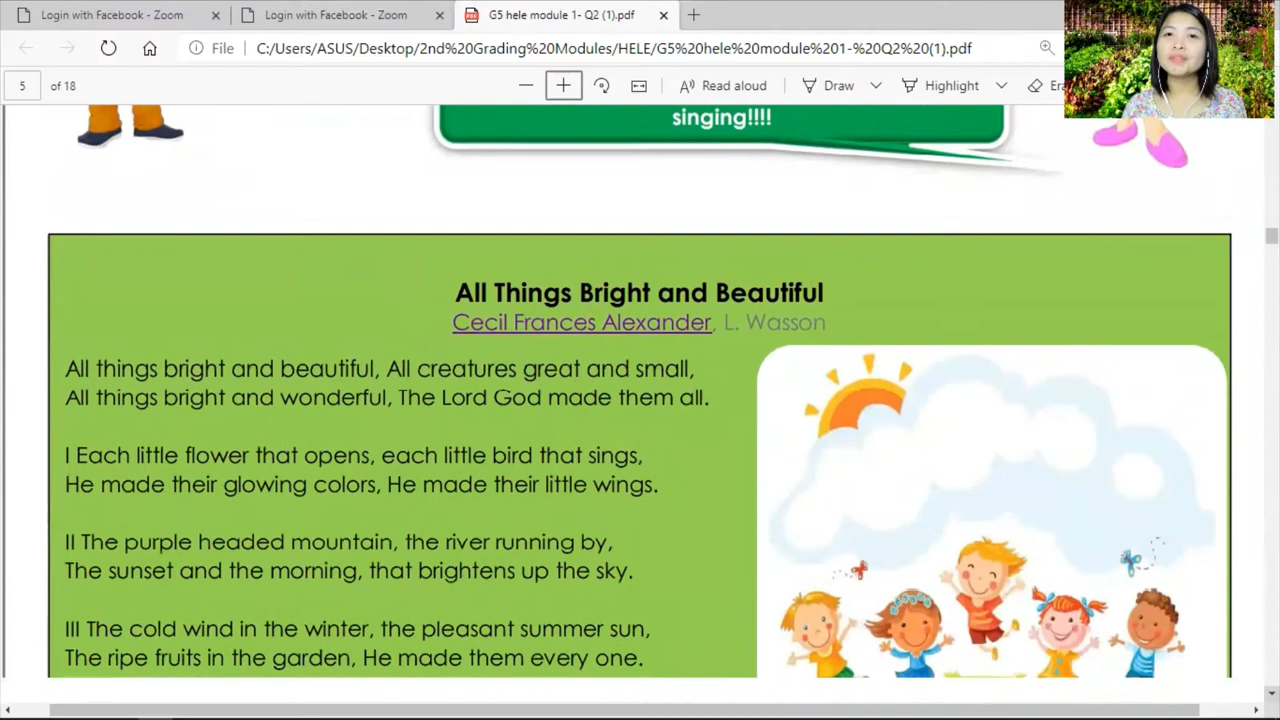 Login with Facebook - Zoom
Login with Facebook - Zoom
G5 hele module 1- Q2 (1).pdf
File
C:/Users/ASUS/Desktop/2nd%20Grading%20Modules/HELE/G5%20hele%20module%201-%20Q2%20(1).pdf
5 of 18
Read aloud
Draw
Highlight
singing!!!!
All Things Bright and Beautiful
Cecil Frances Alexander, L. Wasson
All things bright and beautiful, All creatures great and small,
All things bright and wonderful, The Lord God made them all.
I Each little flower that opens, each little bird that sings,
He made their glowing colors, He made their little wings.
II The purple headed mountain, the river running by,
The sunset and the morning, that brightens up the sky.
III The cold wind in the winter, the pleasant summer sun,
The ripe fruits in the garden, He made them every one.